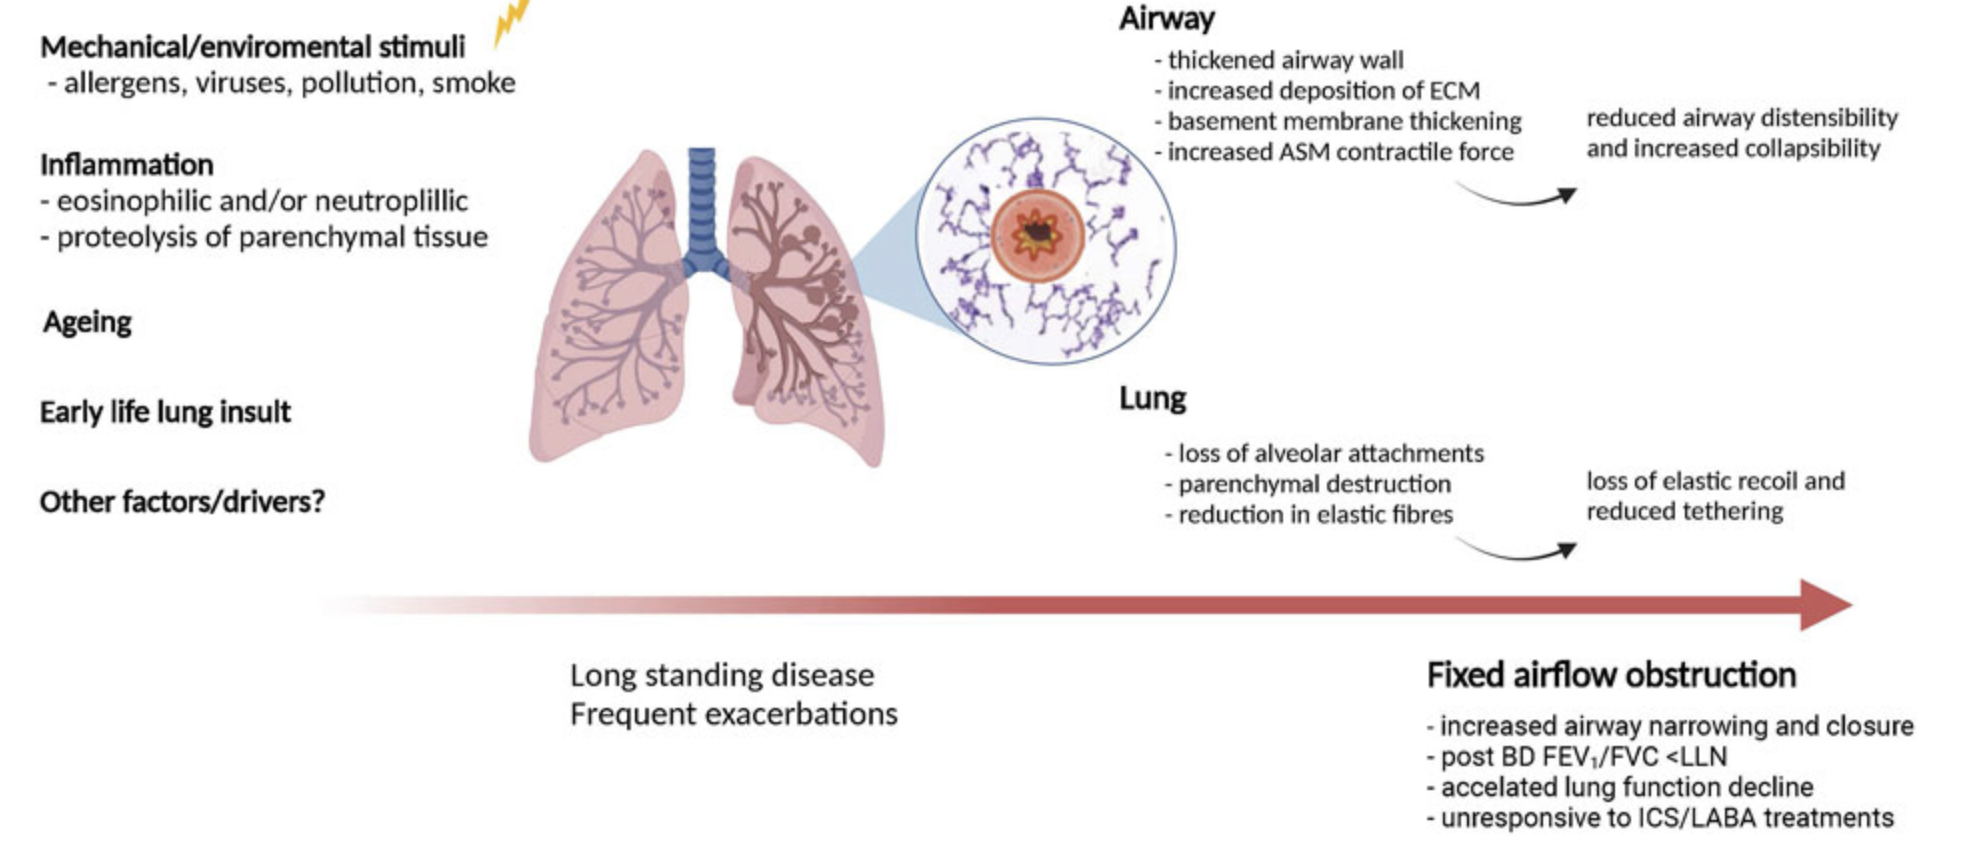 Mechanical/enviromental stimuli
- allergens, viruses, pollution, smoke
Inflammation
- eosinophilic and/or neutroplillic
- proteolysis of parenchymal tissue
Ageing
Early life lung insult
Other factors/drivers?
Airway
- thickened airway wall
- increased deposition of ECM
- basement membrane thickening
- increased ASM contractile force
reduced airway distensibility
and increased collapsibility
Lung
- loss of alveolar attachments
- parenchymal destruction
- reduction in elastic fibres
loss of elastic recoil and
reduced tethering
Long standing disease
Frequent exacerbations
Fixed airflow obstruction
- increased airway narrowing and closure
- post BD FEV₁/FVC <LLN
- accelated lung function decline
- unresponsive to ICS/LABA treatments